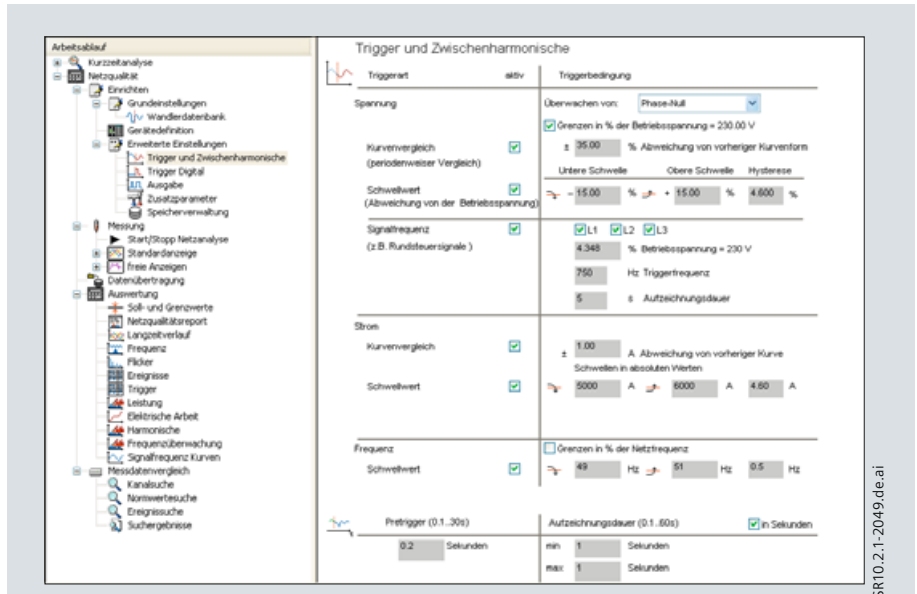 Arbeitsablauf
Kurzzeitanalyse
Netzqualität
Einrichten
Grundeinstellungen
Wandlerdatenbank
Gerätedefinition
Erweiterte Einstellungen
Trigger und Zwischenharmonische
Trigger Digital
Ausgabe
Zusatzparameter
Speicherverwaltung
Messung
Start/Stopp Netzanalyse
Standardanzeige
freie Anzeigen
Datenübertragung
Auswertung
Soll- und Grenzwerte
Netzqualitätsreport
Langzeitverlauf
Frequenz
Flicker
Ereignisse
Trigger
Leistung
Elektrische Arbeit
Harmonische
Frequenzüberwachung
Signalfrequenz Kurven
Messdatenvergleich
Kanalsuche
Normwertesuche
Ereignissuche
Suchergebnisse
Trigger und Zwischenharmonische
Triggerart aktiv Triggerbedingung
Spannung Überwachen von: Phase-Null
Grenzen in % der Betriebsspannung = 230.00 V
Kurvenvergleich ± 35.00 % Abweichung von vorheriger Kurvenform
(periodenweiser Vergleich)
Untere Schwelle Obere Schwelle Hysterese
Schwellwert − 15.00 % + 15.00 % 4.600 %
(Abweichung von der Betriebsspannung)
Signalfrequenz L1 L2 L3
(z.B. Rundsteuersignale ) 4.348 % Betriebsspannung = 230 V
750 Hz Triggerfrequenz
5 s Aufzeichnungsdauer
Strom
Kurvenvergleich ± 1.00 A Abweichung von vorheriger Kurve
Schwellen in absoluten Werten
Schwellwert 5000 A 6000 A 4.60 A
Frequenz Grenzen in % der Netzfrequenz
Schwellwert 49 Hz 51 Hz 0.5 Hz
Pretrigger (0.1..30s) Aufzeichnungsdauer (0.1..60s) in Sekunden
0.2 Sekunden min 1 Sekunden
max 1 Sekunden
SR10.2.1-2049.de.ai